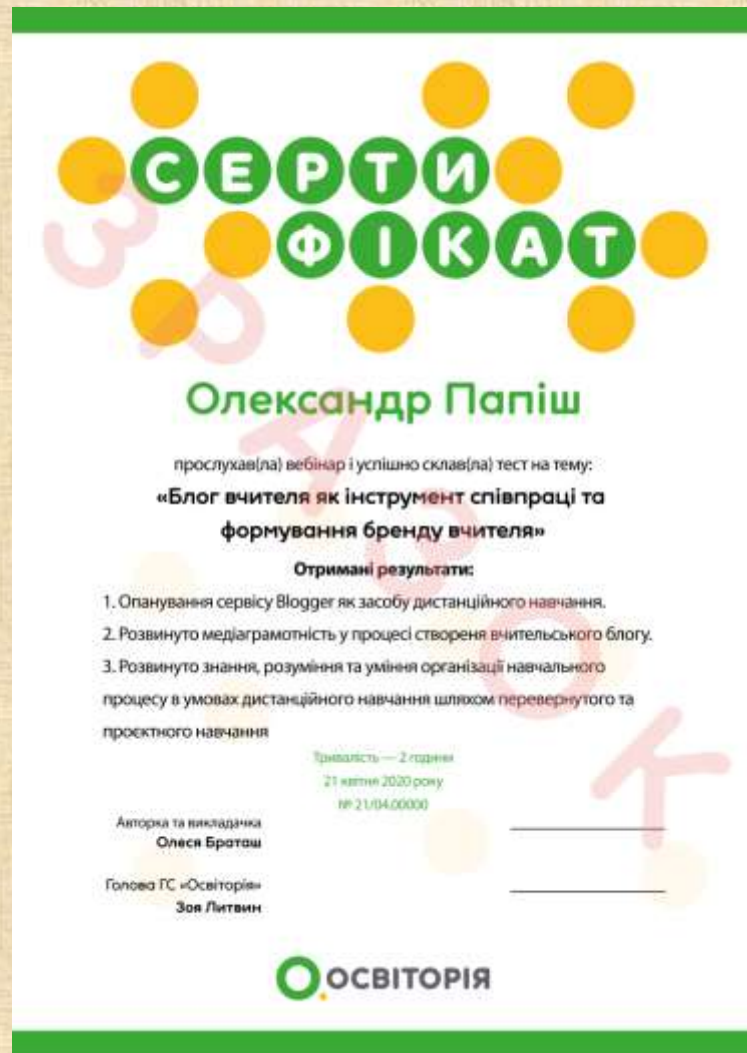 СЕРТИ
ФІКАТ
ЗРАЗОК
Олександр Папіш
прослухав(ла) вебінар і успішно склав(ла) тест на тему:
«Блог вчителя як інструмент співпраці та
формування бренду вчителя»
Отримані результати:
1. Опанування сервісу Blogger як засобу дистанційного навчання.
2. Розвинуто медіаграмотність у процесі створеня вчительського блогу.
3. Розвинуто знання, розуміння та уміння організації навчального
процесу в умовах дистанційного навчання шляхом перевернутого та
проєктного навчання
Тривалість — 2 години
21 квітня 2020 року
№ 21/04.00000
Авторка та викладачка
Олеся Браташ
Голова ГС «Освіторія»
Зоя Литвин
ОСВІТОРІЯ